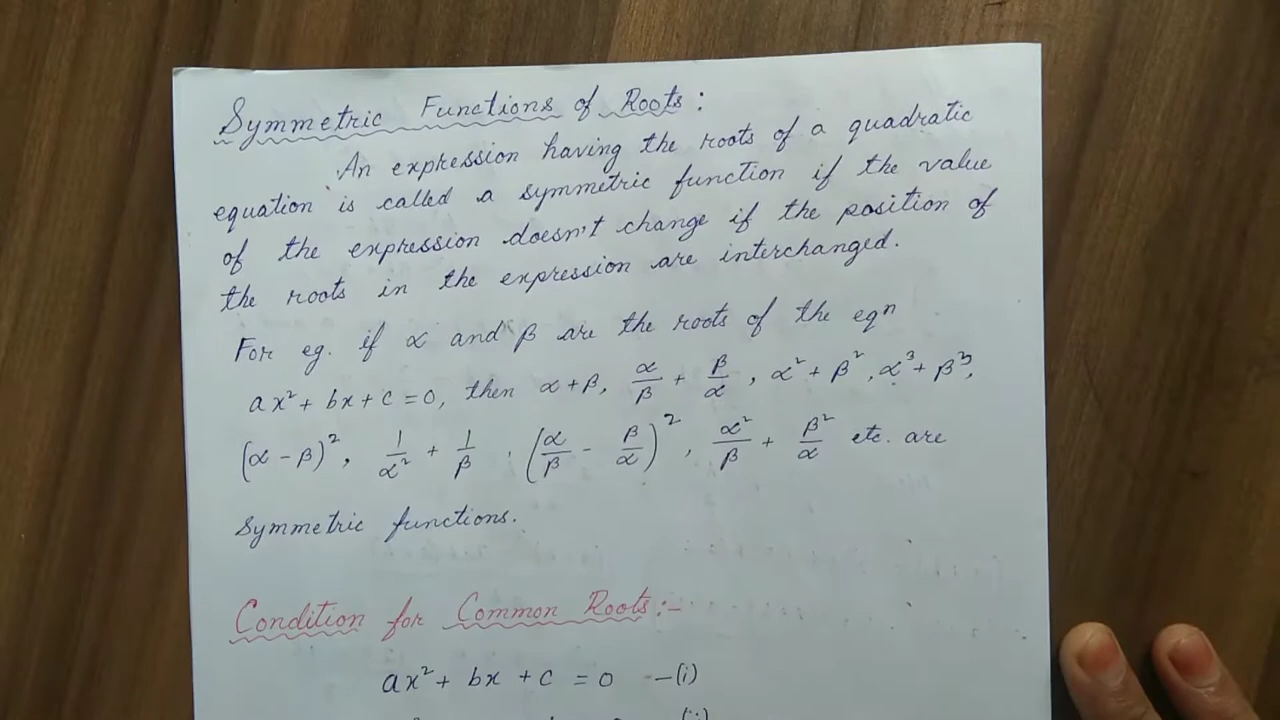 Symmetric Functions of Roots :
An expression having the roots of a quadratic
equation is called a symmetric function if the value
of the expression doesn't change if the position of
the roots in the expression are interchanged.
For eg. if α and β are the roots of the eqn
ax² + bx + c = 0, then α + β, α/β + β/α , α² + β² , α³ + β³,
(α - β)², 1/α² + 1/β , (α/β - β/α)² , α²/β + β²/α etc. are
Symmetric functions.
Condition for Common Roots :-
ax² + bx + c = 0 -(i)